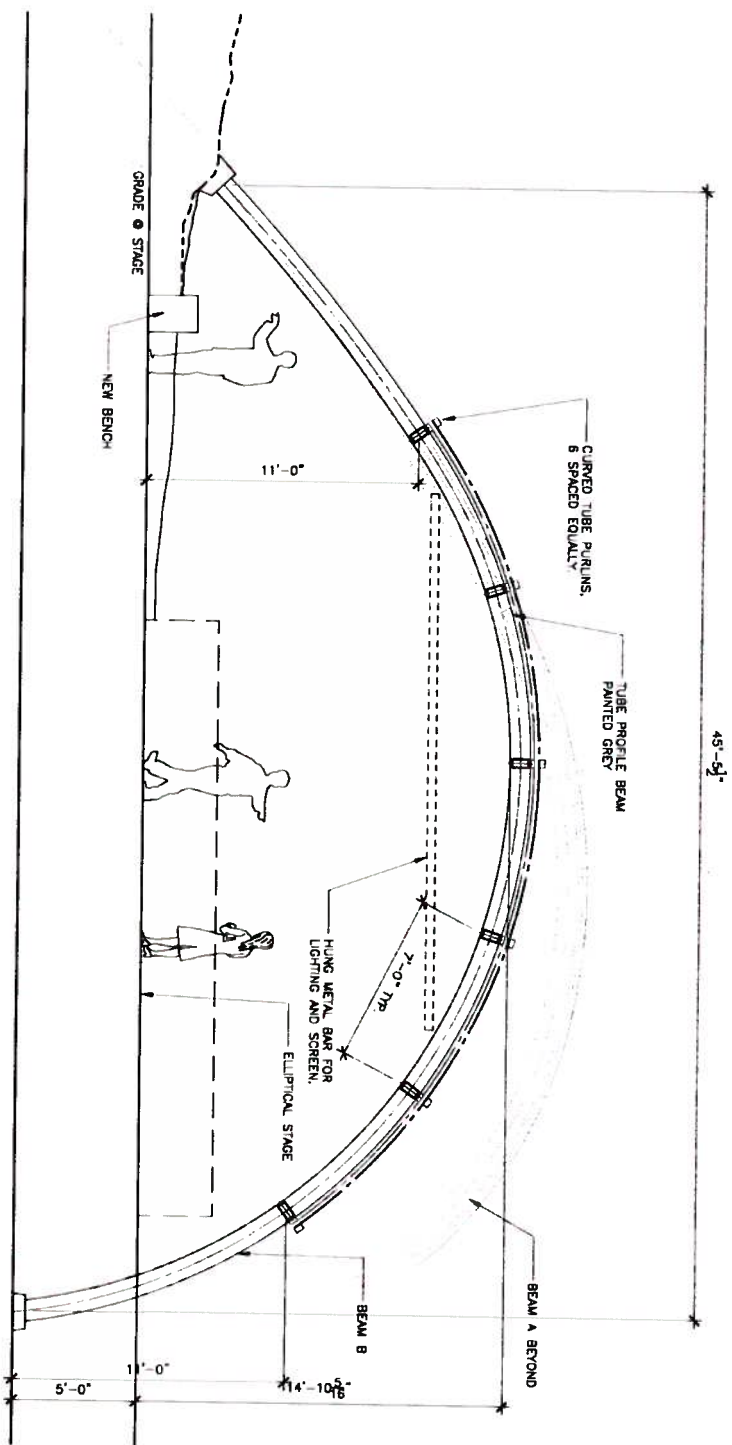 45'-5½"
CURVED TUBE PURLINS,
6 SPACED EQUALLY.
TUBE PROFILE BEAM
PAINTED GREY
BEAM A BEYOND
GRADE @ STAGE
NEW BENCH
11'-0"
HUNG METAL BAR FOR
LIGHTING AND SCREEN.
7'-0" TYP.
ELLIPTICAL STAGE
BEAM B
11'-0"
5'-0"
14'-10 5/16"